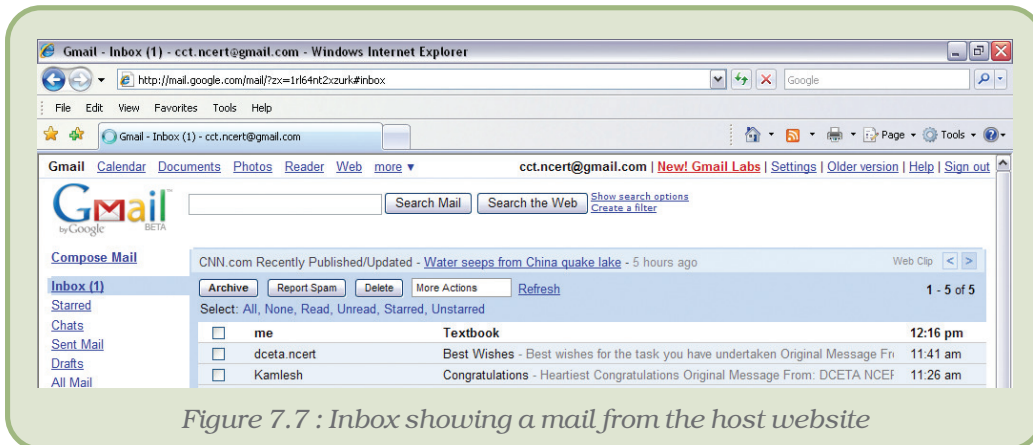 Gmail - Inbox (1) - cct.ncert@gmail.com - Windows Internet Explorer
http://mail.google.com/mail/?zx=1rl64nt2xzurk#inbox Google
File Edit View Favorites Tools Help
Gmail - Inbox (1) - cct.ncert@gmail.com Page Tools
Gmail Calendar Documents Photos Reader Web more ▼ cct.ncert@gmail.com | New! Gmail Labs | Settings | Older version | Help | Sign out
Gmail
by Google BETA
Search Mail Search the Web Show search options
Create a filter
Compose Mail
CNN.com Recently Published/Updated - Water seeps from China quake lake - 5 hours ago Web Clip < >
Inbox (1) Archive Report Spam Delete More Actions Refresh 1 - 5 of 5
Starred Select: All, None, Read, Unread, Starred, Unstarred
Chats me Textbook 12:16 pm
Sent Mail dceta.ncert Best Wishes - Best wishes for the task you have undertaken Original Message 11:41 am
Drafts Kamlesh Congratulations - Heartiest Congratulations Original Message From: DCETA 11:26 am
All Mail
Figure 7.7 : Inbox showing a mail from the host website